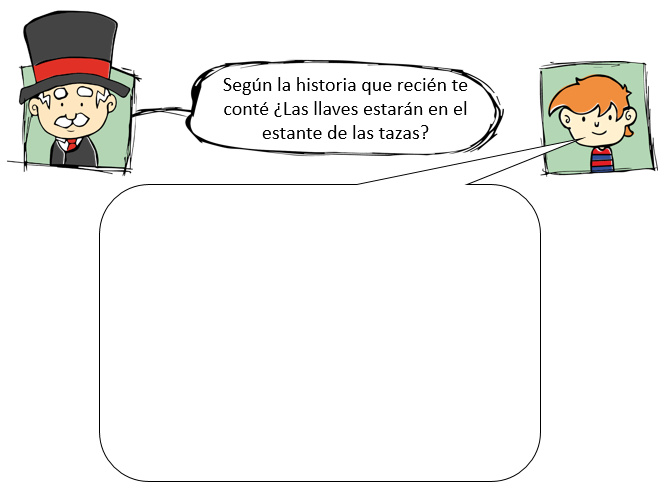 Según la historia que recién te
conté ¿Las llaves estarán en el
estante de las tazas?